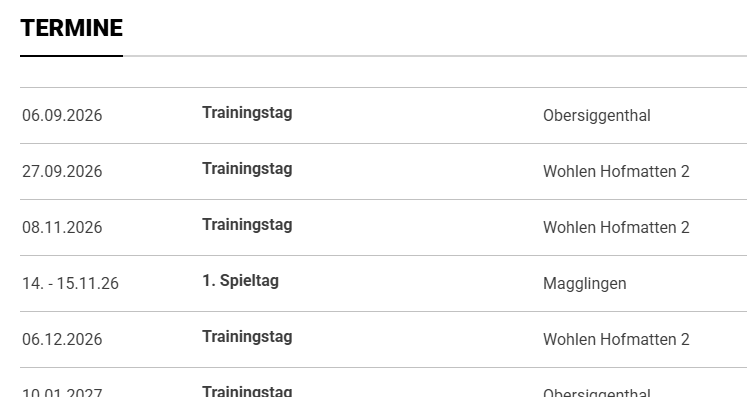 TERMINE
06.09.2026 Trainingstag Obersiggenthal
27.09.2026 Trainingstag Wohlen Hofmatten 2
08.11.2026 Trainingstag Wohlen Hofmatten 2
14. - 15.11.26 1. Spieltag Magglingen
06.12.2026 Trainingstag Wohlen Hofmatten 2
10.01.2027 Trainingstag Obersiggenthal